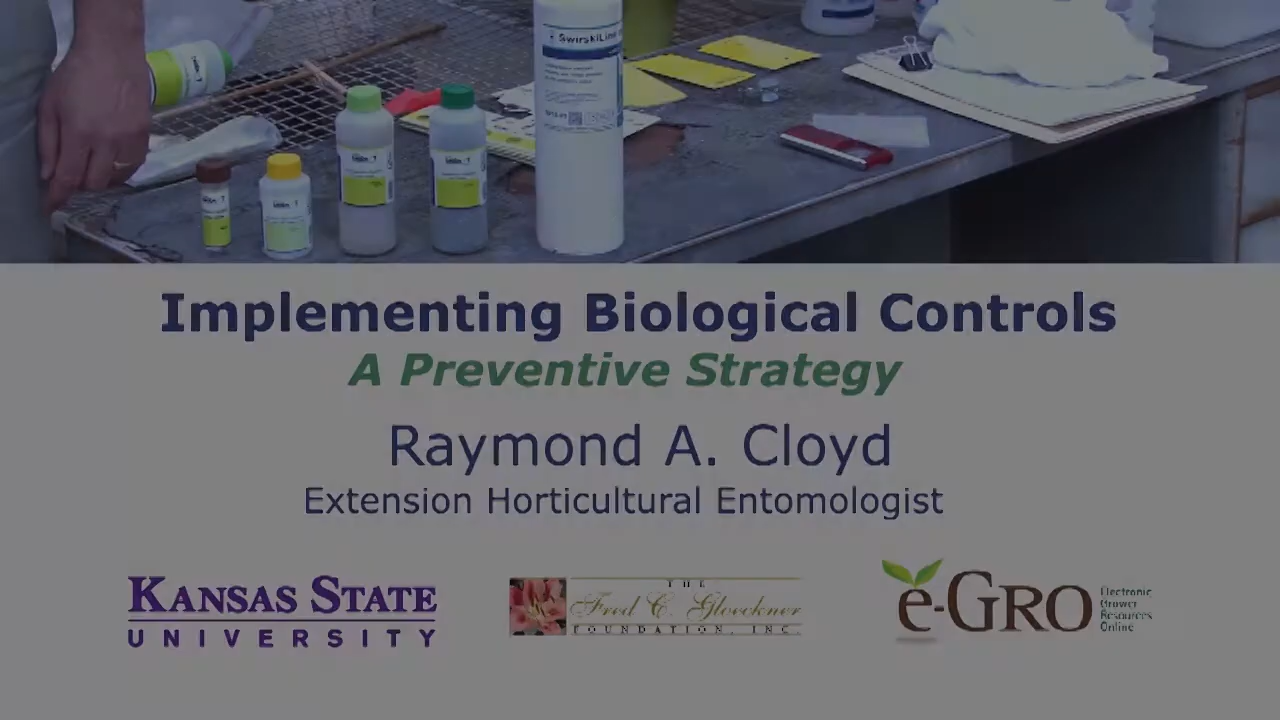 SwirskiLine
Implementing Biological Controls
A Preventive Strategy
Raymond A. Cloyd
Extension Horticultural Entomologist
KANSAS STATE
UNIVERSITY
THE
Fred C. Gloeckner
FOUNDATION, INC.
e-GRO
Electronic
Grower
Resources
Online